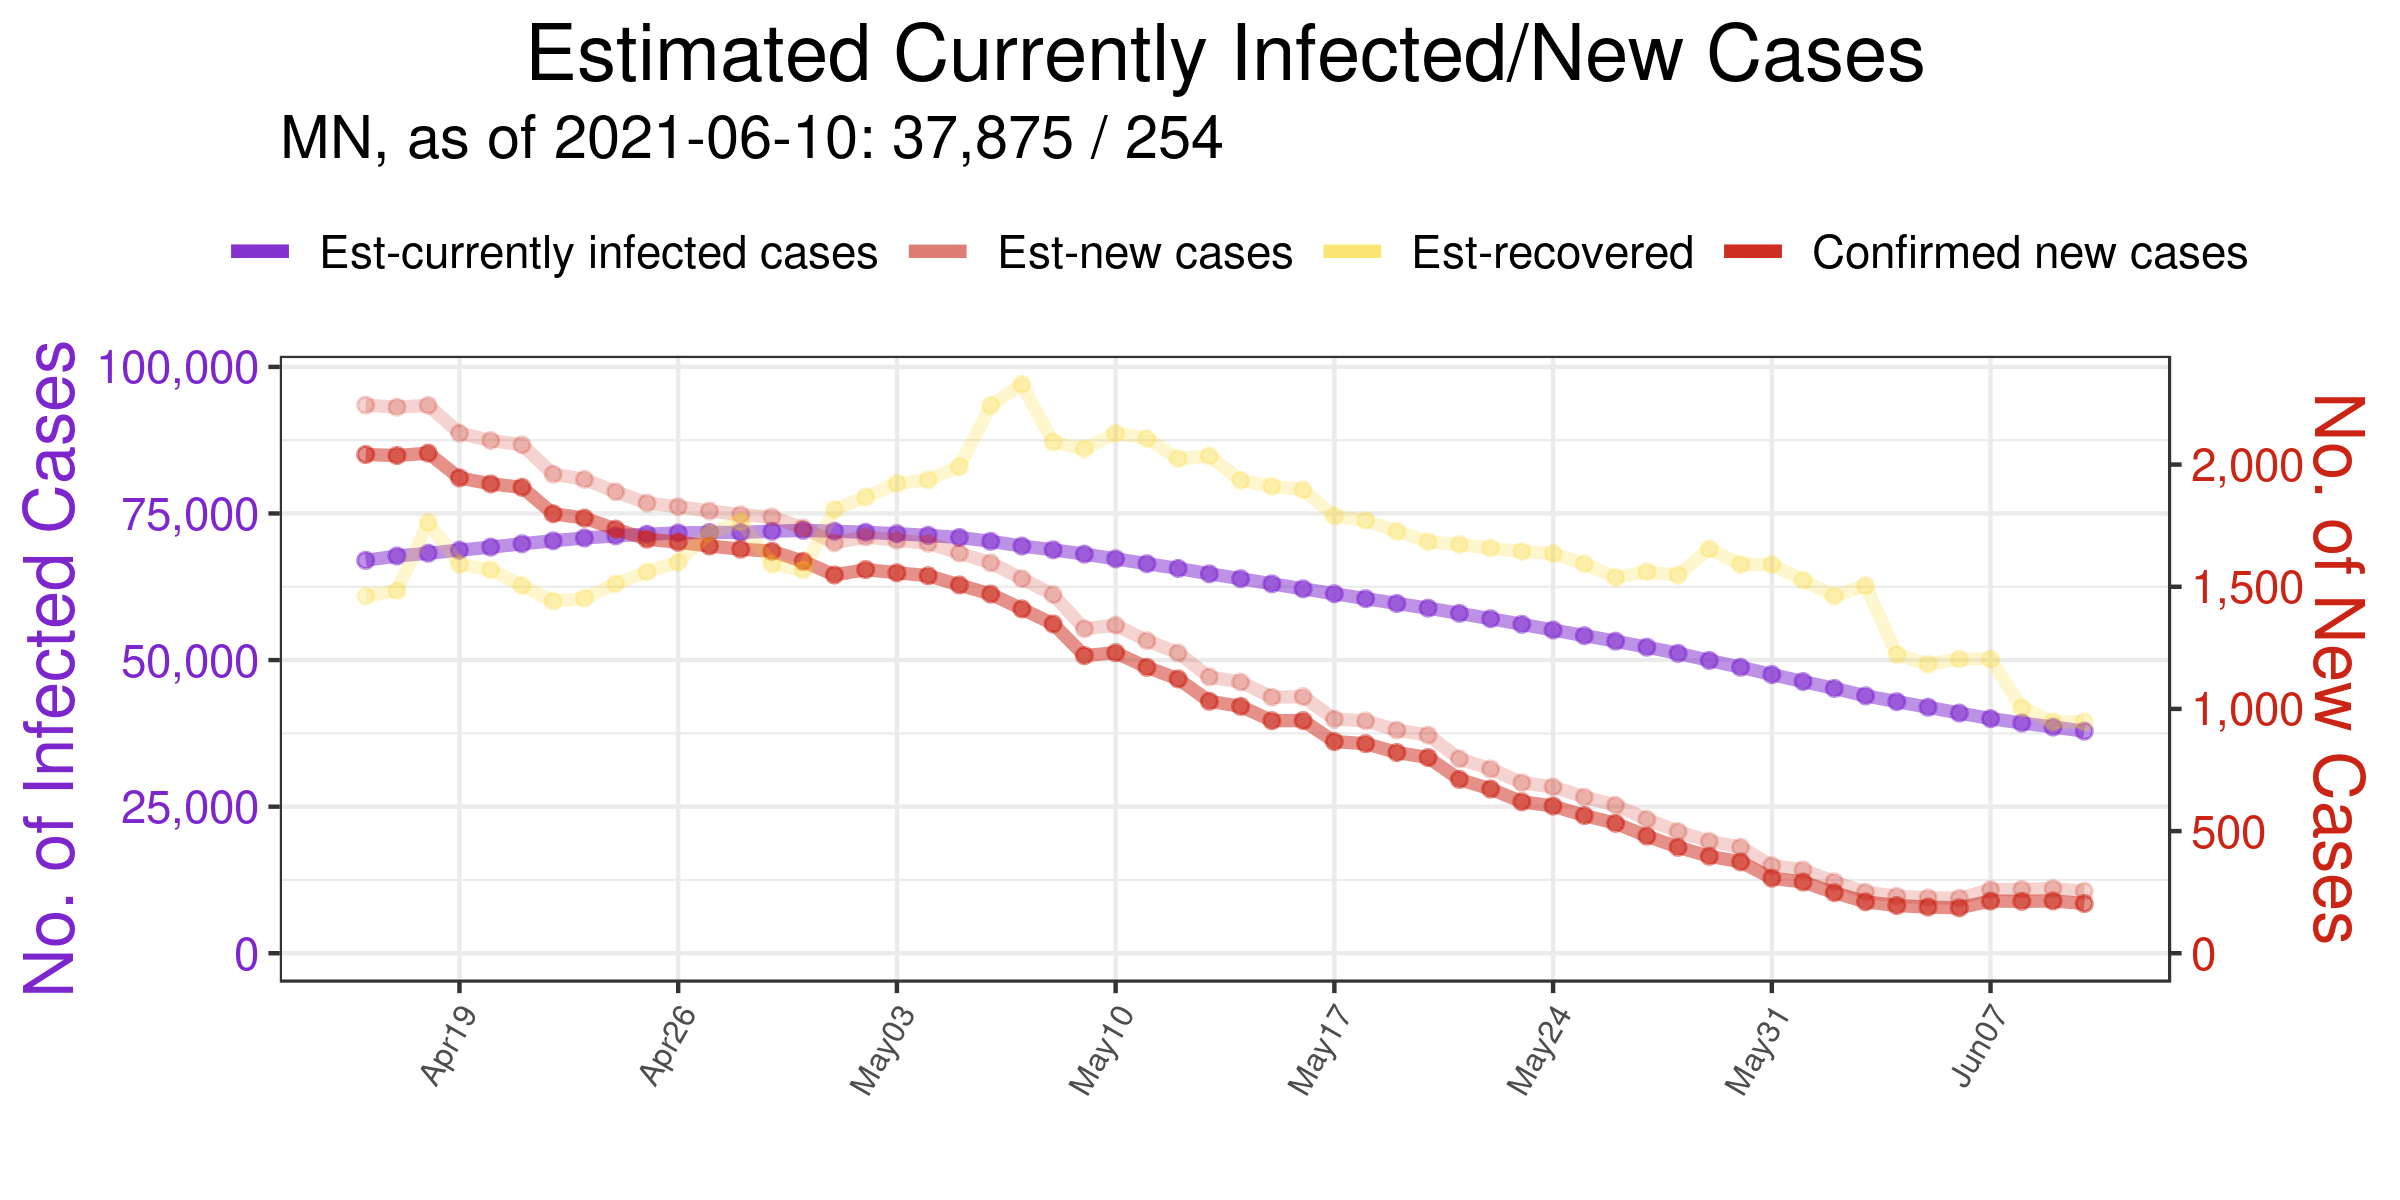 Estimated Currently Infected/New Cases
MN, as of 2021-06-10: 37,875 / 254
Est-currently infected cases
Est-new cases
Est-recovered
Confirmed new cases
No. of Infected Cases
100,000
75,000
50,000
25,000
0
2,000
1,500
1,000
500
0
No. of New Cases
Apr19
Apr26
May03
May10
May17
May24
May31
Jun07